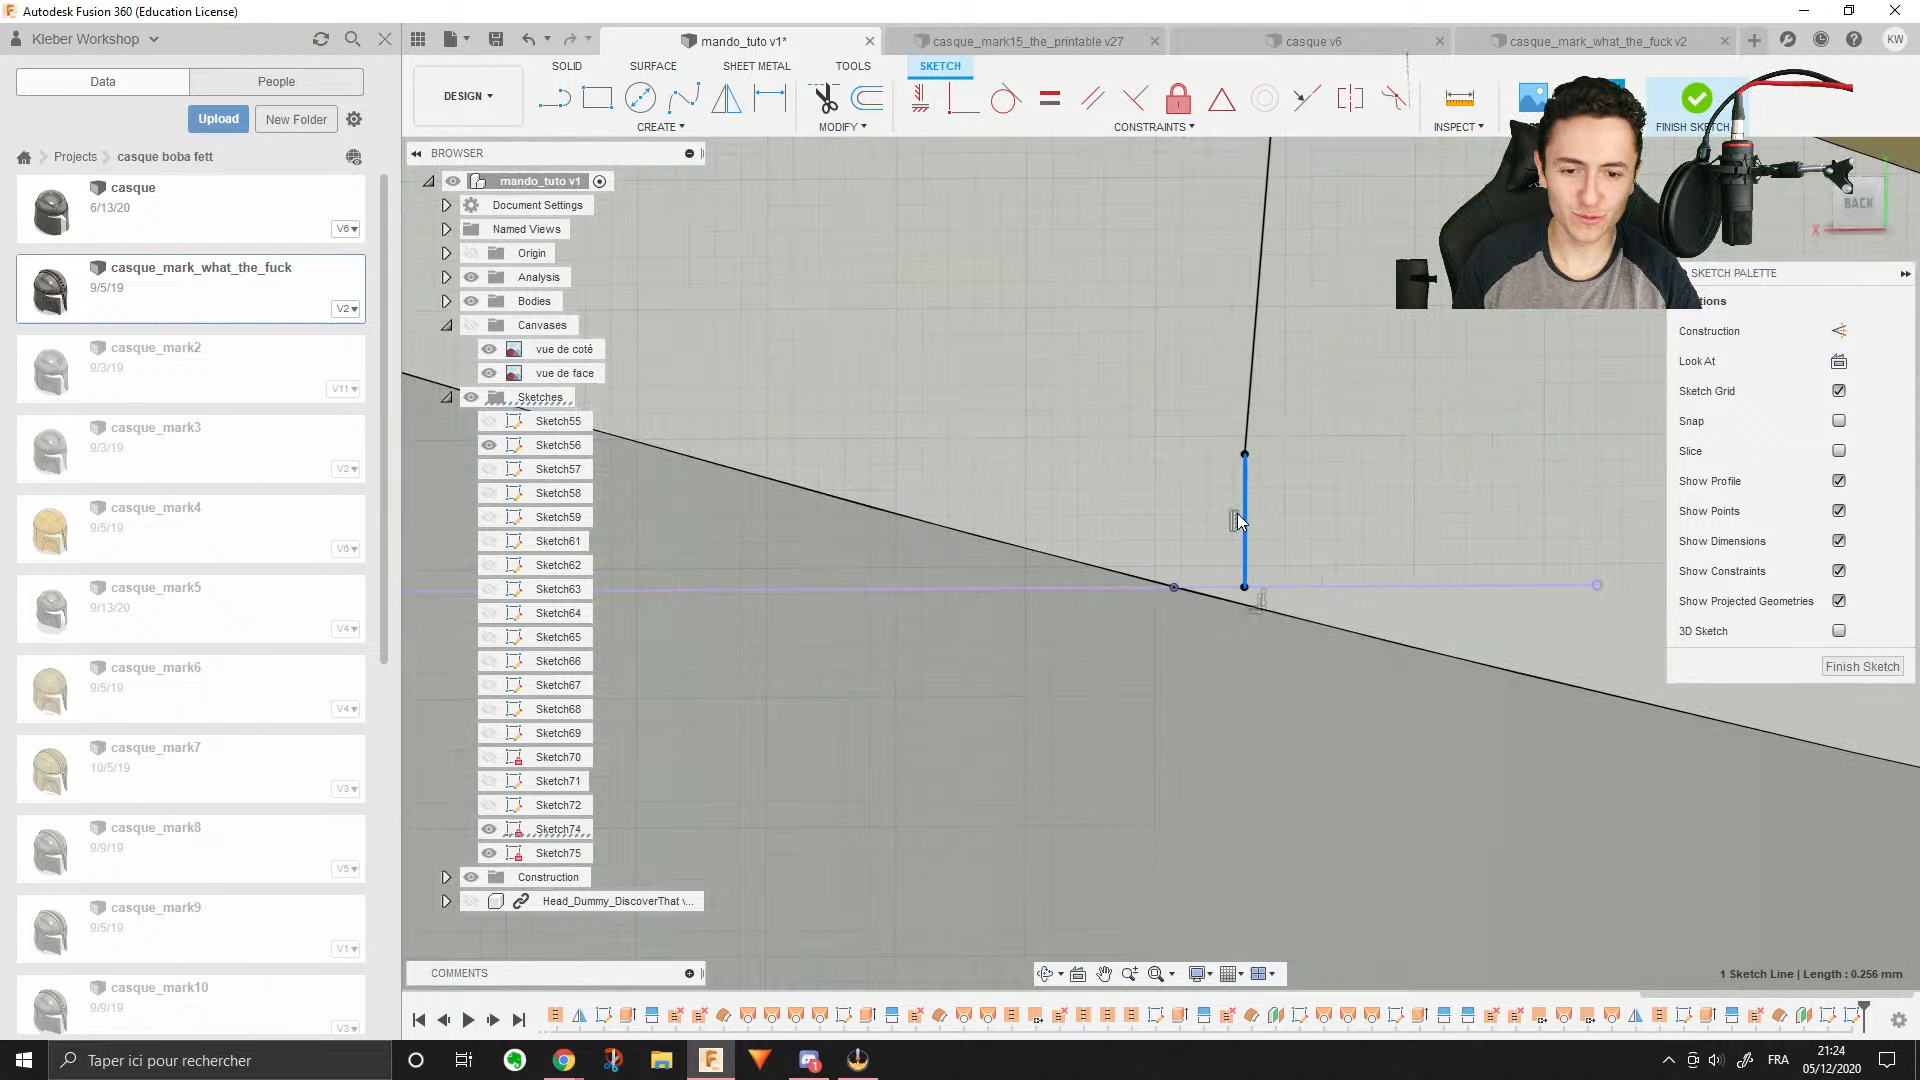 Autodesk Fusion 360 (Education License)
Kleber Workshop
mando_tuto v1*
casque_mark15_the_printable v27
casque v6
casque_mark_what_the_fuck v2
KW
Data
People
Upload
New Folder
Projects
casque boba fett
casque
6/13/20
V6
casque_mark_what_the_fuck
9/5/19
V2
casque_mark2
9/3/19
V11
casque_mark3
9/3/19
V2
casque_mark4
9/5/19
V6
casque_mark5
9/13/20
V4
casque_mark6
9/5/19
V4
casque_mark7
10/5/19
V3
casque_mark8
9/9/19
V5
casque_mark9
9/5/19
V1
casque_mark10
9/9/19
V3
DESIGN
SOLID
SURFACE
SHEET METAL
TOOLS
SKETCH
CREATE
MODIFY
CONSTRAINTS
INSPECT
FINISH SKETCH
BROWSER
mando_tuto v1
Document Settings
Named Views
Origin
Analysis
Bodies
Canvases
vue de coté
vue de face
Sketches
Sketch55
Sketch56
Sketch57
Sketch58
Sketch59
Sketch61
Sketch62
Sketch63
Sketch64
Sketch65
Sketch66
Sketch67
Sketch68
Sketch69
Sketch70
Sketch71
Sketch72
Sketch74
Sketch75
Construction
Head_Dummy_DiscoverThat v...
BACK
X
SKETCH PALETTE
Construction
Look At
Sketch Grid
Snap
Slice
Show Profile
Show Points
Show Dimensions
Show Constraints
Show Projected Geometries
3D Sketch
Finish Sketch
COMMENTS
1 Sketch Line | Length : 0.256 mm
Taper ici pour rechercher
FRA
21:24
05/12/2020